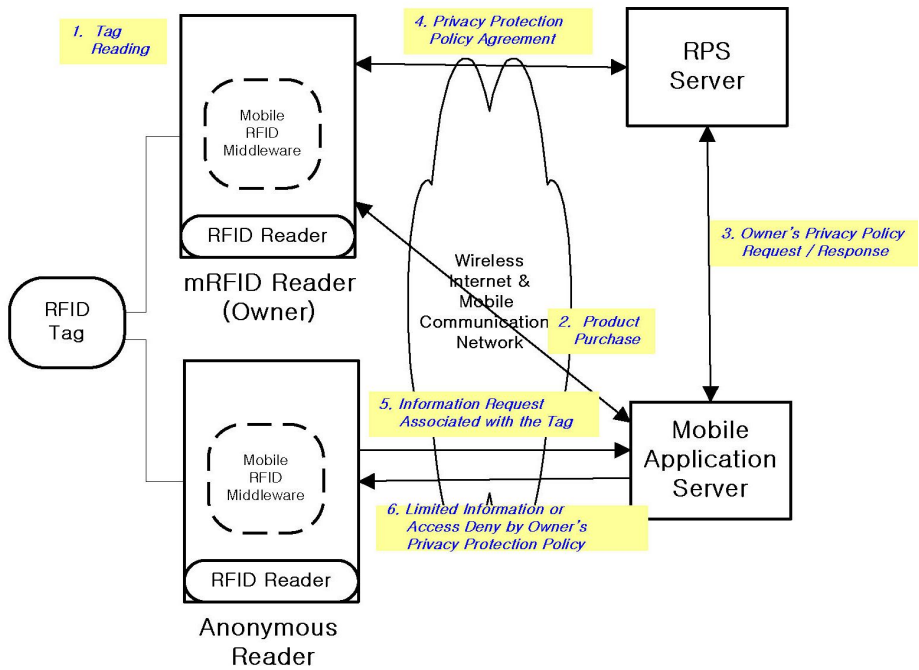 1. Tag
Reading
4. Privacy Protection
Policy Agreement
RPS
Server
Mobile
RFID
Middleware
RFID Reader
mRFID Reader
(Owner)
3. Owner's Privacy Policy
Request / Response
Wireless
Internet &
Mobile
Communication
Network
2. Product
Purchase
RFID
Tag
5. Information Request
Associated with the Tag
Mobile
RFID
Middleware
Mobile
Application
Server
6. Limited Information or
Access Deny by Owner's
Privacy Protection Policy
RFID Reader
Anonymous
Reader